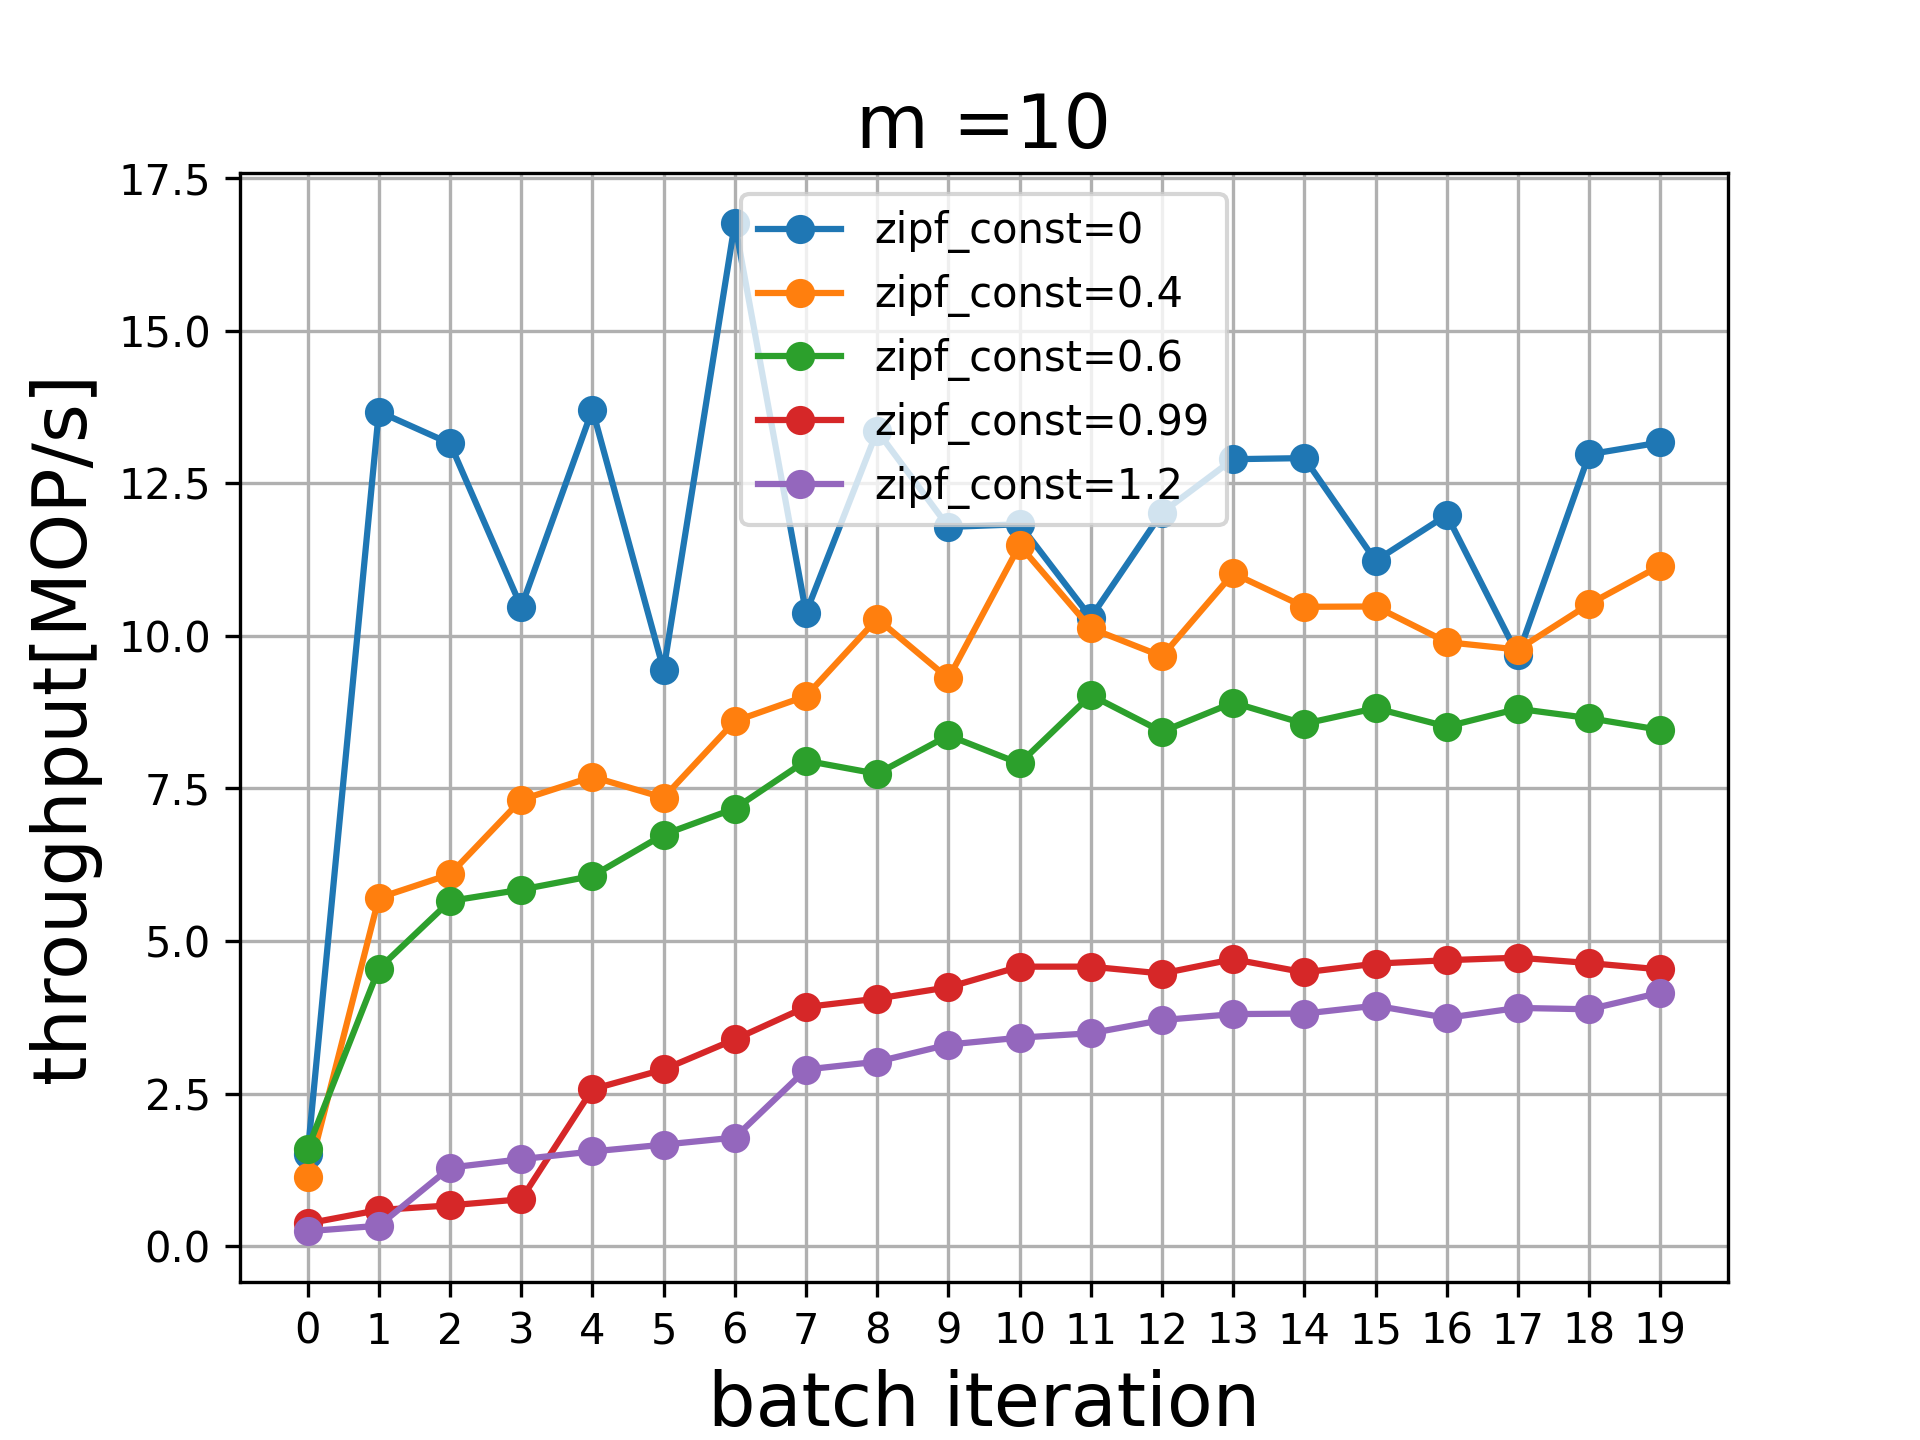 m =10
17.5
15.0
12.5
10.0
7.5
5.0
2.5
0.0
throughput[MOP/s]
zipf_const=0
zipf_const=0.4
zipf_const=0.6
zipf_const=0.99
zipf_const=1.2
0 1 2 3 4 5 6 7 8 9 10 11 12 13 14 15 16 17 18 19
batch iteration